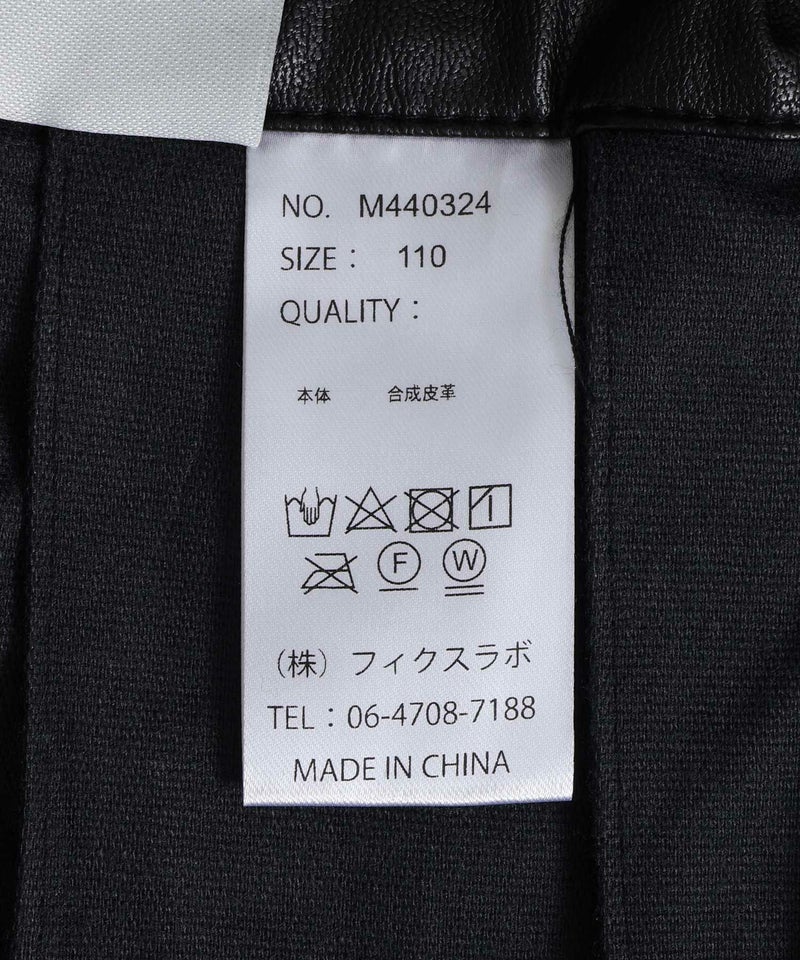 NO. M440324
SIZE： 110
QUALITY：
本体 合成皮革
F W
（株）フィクスラボ
TEL：06-4708-7188
MADE IN CHINA